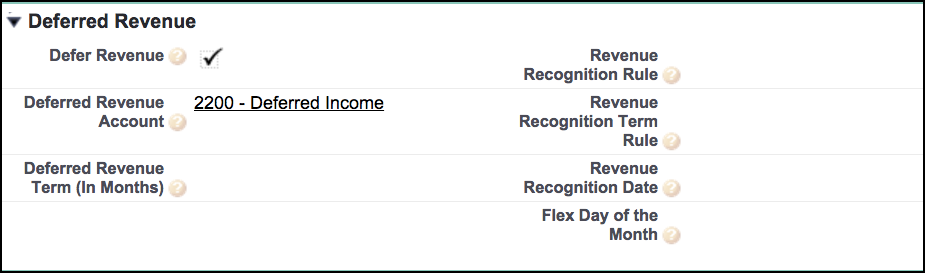 Deferred Revenue
Defer Revenue ?
Revenue
Recognition Rule ?
Deferred Revenue
Account ?
2200 - Deferred Income
Revenue
Recognition Term
Rule ?
Deferred Revenue
Term (In Months) ?
Revenue
Recognition Date ?
Flex Day of the
Month ?